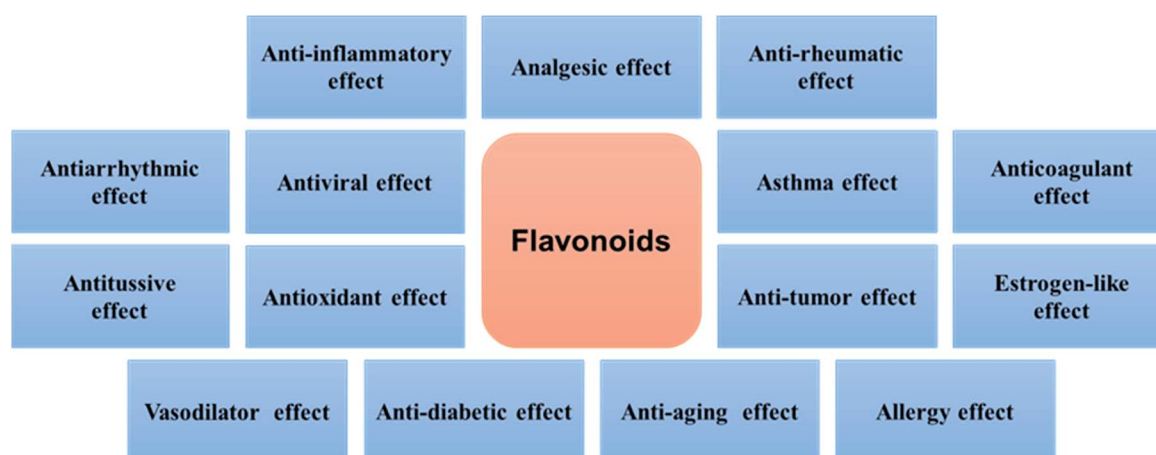 Anti-inflammatory
effect
Analgesic effect
Anti-rheumatic
effect
Antiarrhythmic
effect
Antiviral effect
Asthma effect
Anticoagulant
effect
Flavonoids
Antitussive
effect
Antioxidant effect
Anti-tumor effect
Estrogen-like
effect
Vasodilator effect
Anti-diabetic effect
Anti-aging effect
Allergy effect